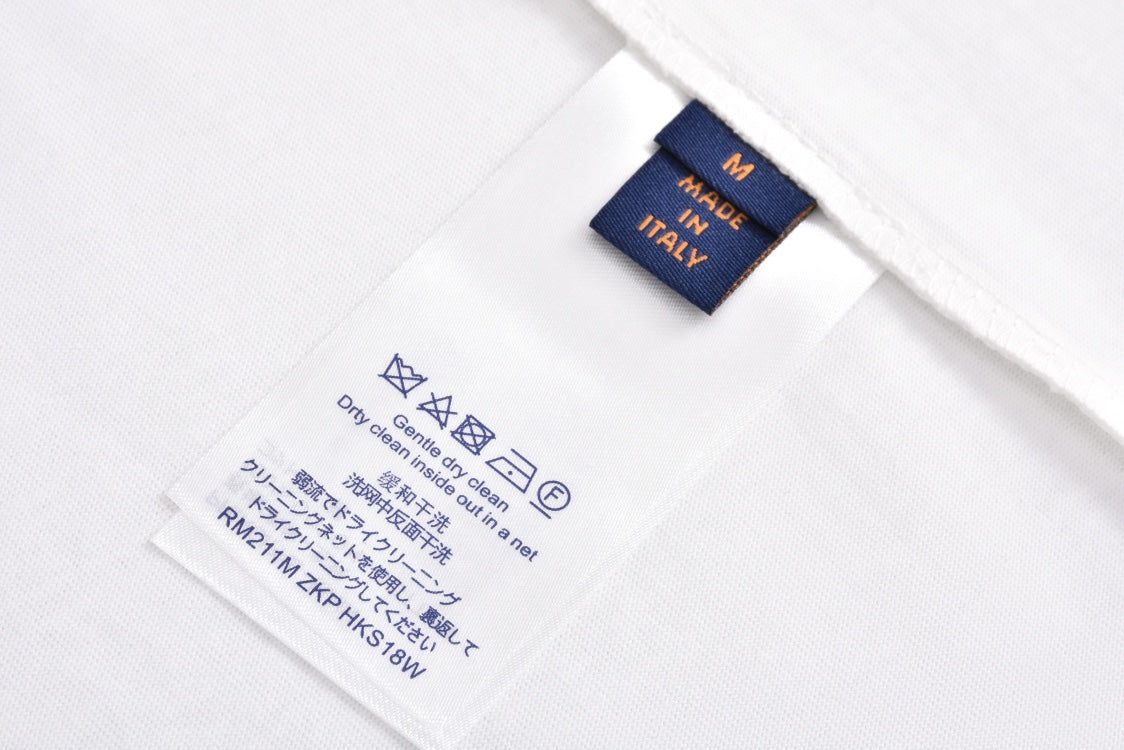 M
MADE
IN
ITALY
F
Gentle dry clean
Drty clean inside out in a net
缓和干洗
洗网中反面干洗
弱流でドライクリーニング
クリーニングネットを使用し、裏返して
ドライクリーニングしてください
RM211M ZKP HKS18W